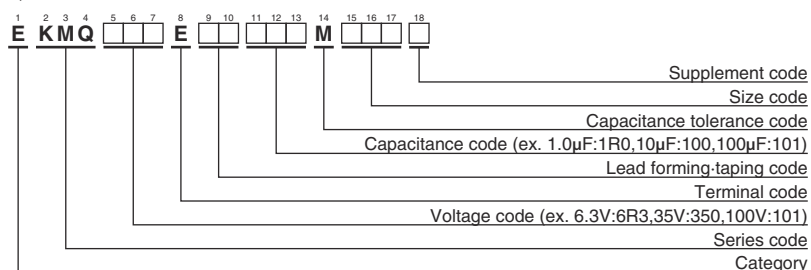 1 2 3 4 5 6 7 8 9 10 11 12 13 14 15 16 17 18
E KMQ □□□ E □□ □□□ M □□□ □
Supplement code
Size code
Capacitance tolerance code
Capacitance code (ex. 1.0μF:1R0,10μF:100,100μF:101)
Lead forming·taping code
Terminal code
Voltage code (ex. 6.3V:6R3,35V:350,100V:101)
Series code
Category